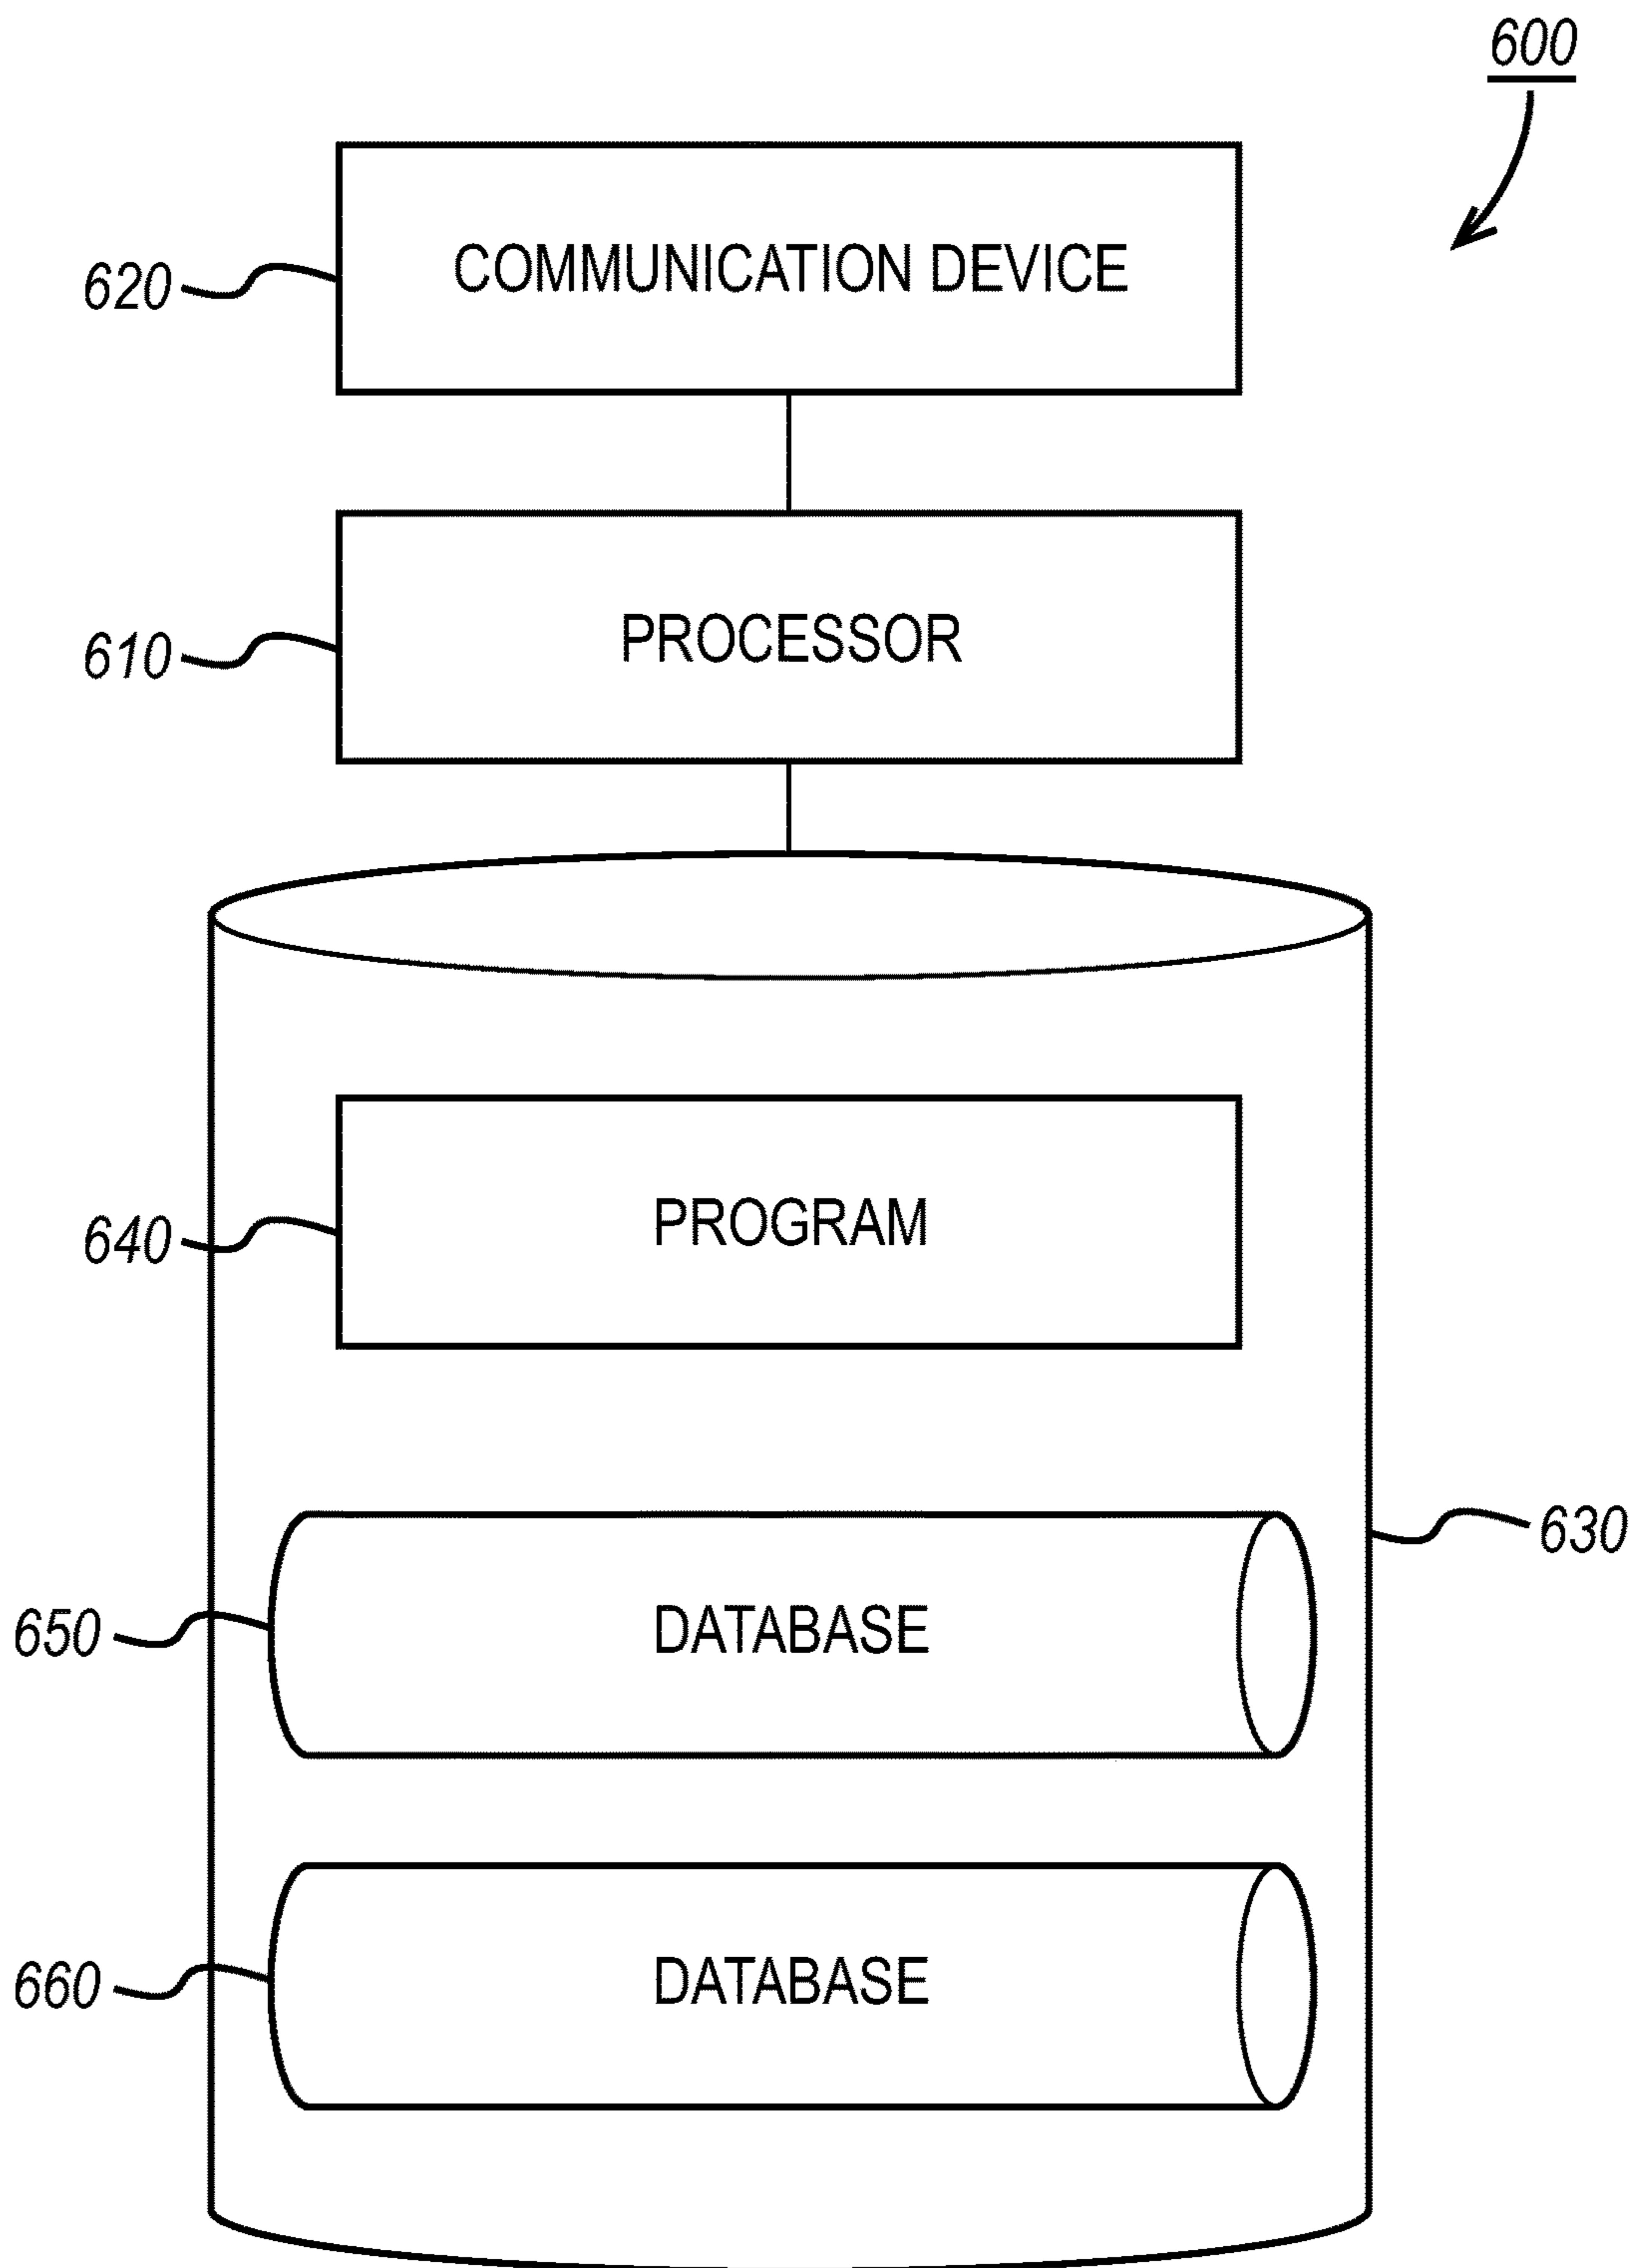 600
COMMUNICATION DEVICE
620
PROCESSOR
610
PROGRAM
640
630
DATABASE
650
DATABASE
660